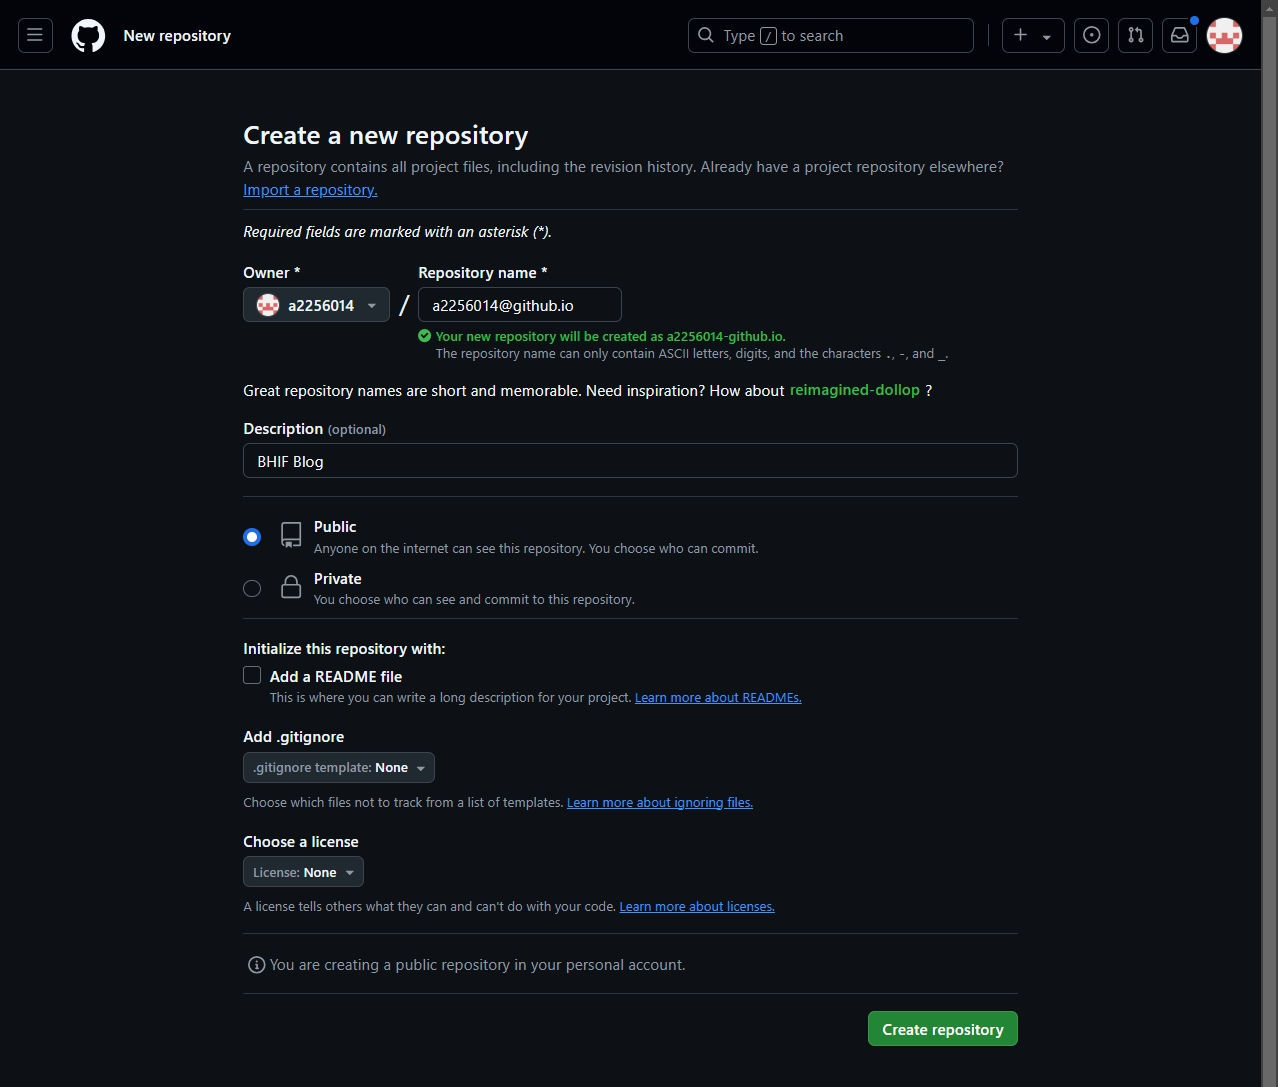 New repository
Type / to search
Create a new repository
A repository contains all project files, including the revision history. Already have a project repository elsewhere?
Import a repository.
Required fields are marked with an asterisk (*).
Owner *
Repository name *
a2256014
/
a2256014@github.io
Your new repository will be created as a2256014-github.io.
The repository name can only contain ASCII letters, digits, and the characters ., -, and _.
Great repository names are short and memorable. Need inspiration? How about reimagined-dollop ?
Description (optional)
BHIF Blog
Public
Anyone on the internet can see this repository. You choose who can commit.
Private
You choose who can see and commit to this repository.
Initialize this repository with:
Add a README file
This is where you can write a long description for your project. Learn more about READMEs.
Add .gitignore
.gitignore template: None
Choose which files not to track from a list of templates. Learn more about ignoring files.
Choose a license
License: None
A license tells others what they can and can't do with your code. Learn more about licenses.
You are creating a public repository in your personal account.
Create repository